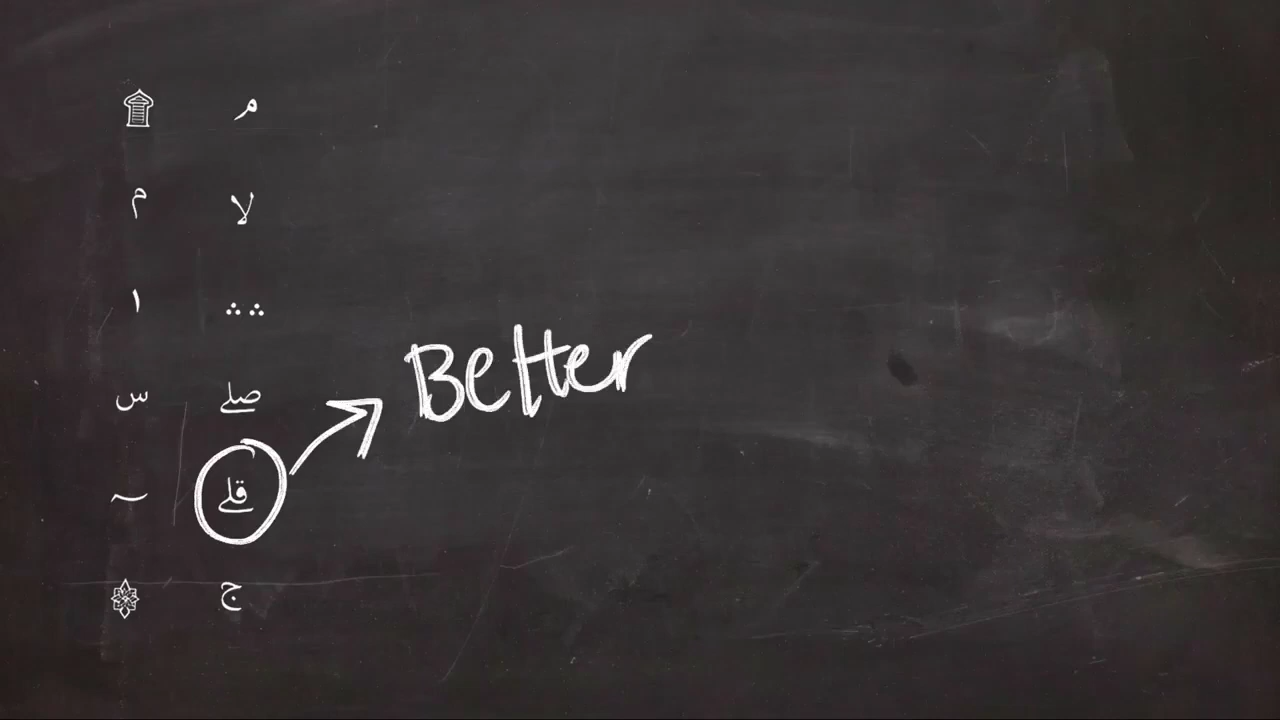 ۩ م
م لا
ا ∴ ∴
س صلے
Better
~ قلے
۞ ج